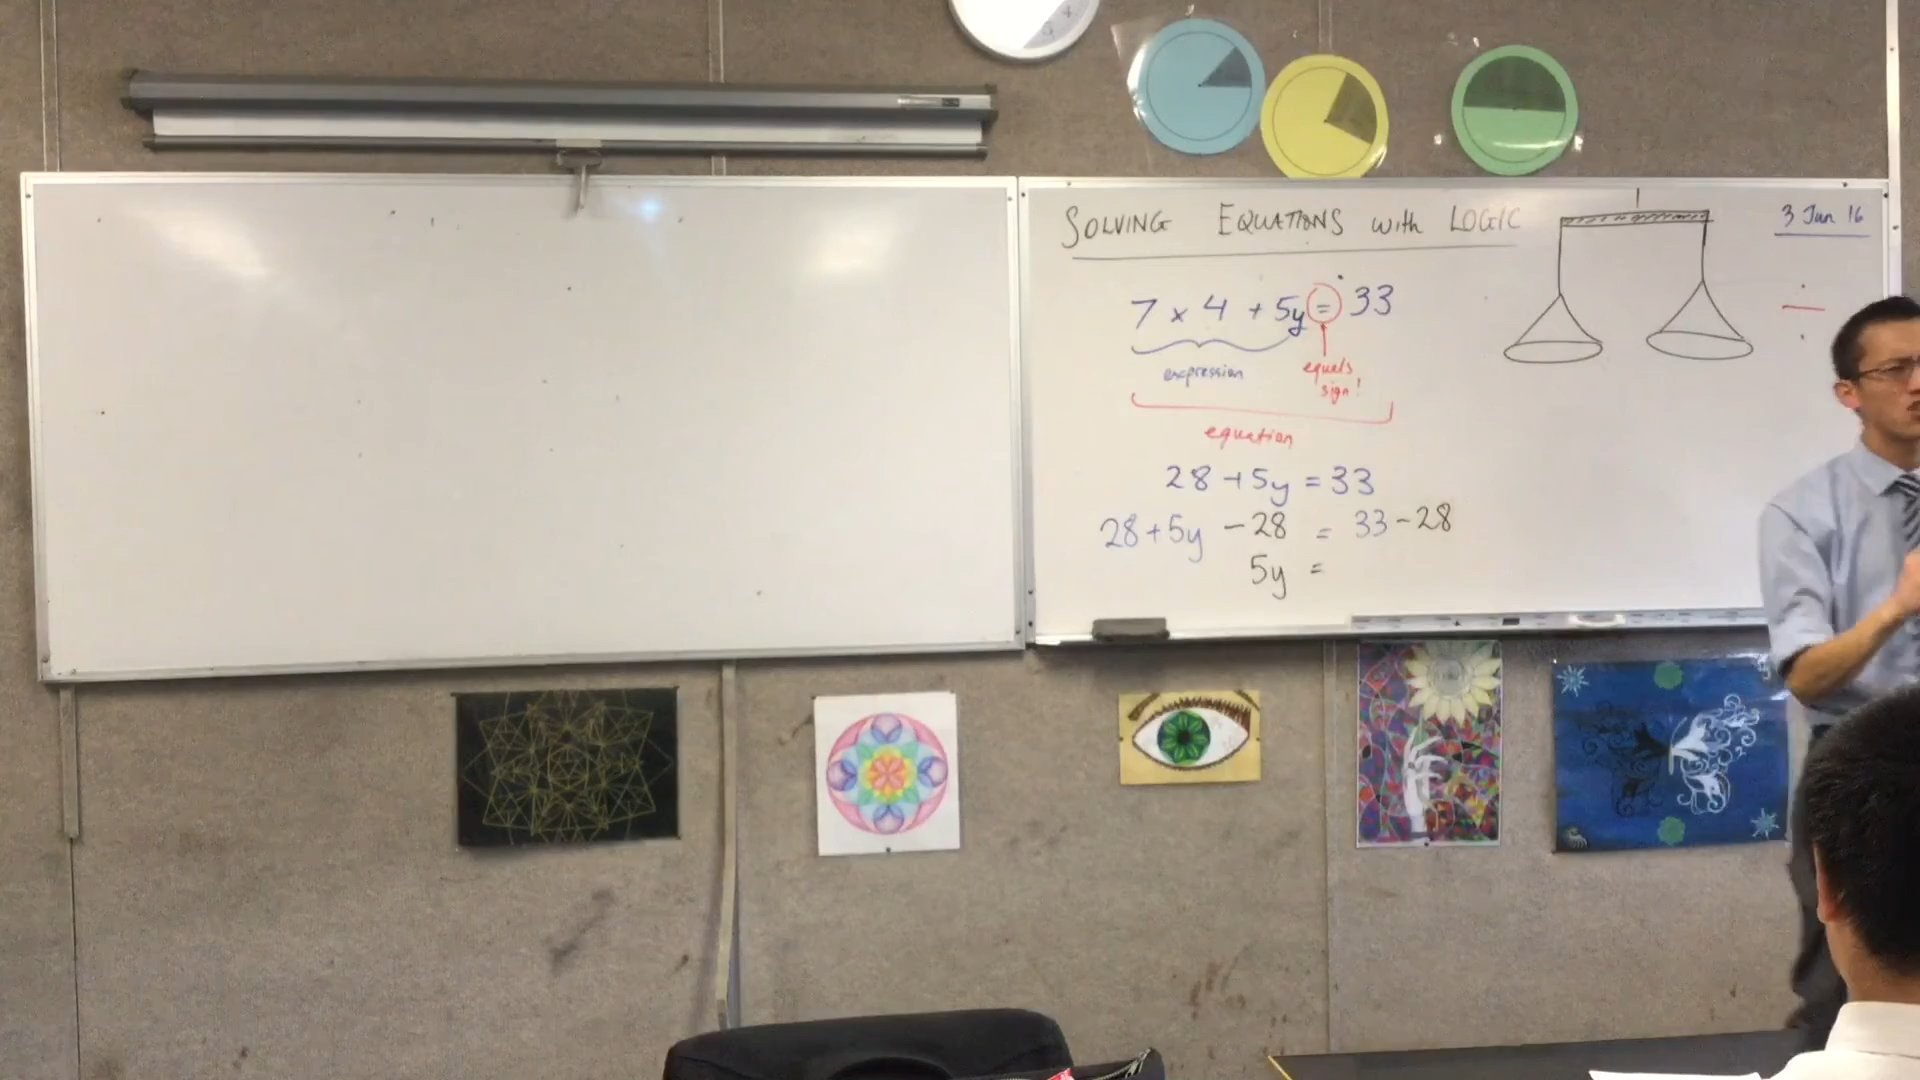 SOLVING EQUATIONS with LOGIC
3 Jun 16
7 × 4 + 5y = 33
expression
equals
sign!
equation
28 + 5y = 33
28 + 5y - 28 = 33 - 28
5y =
÷